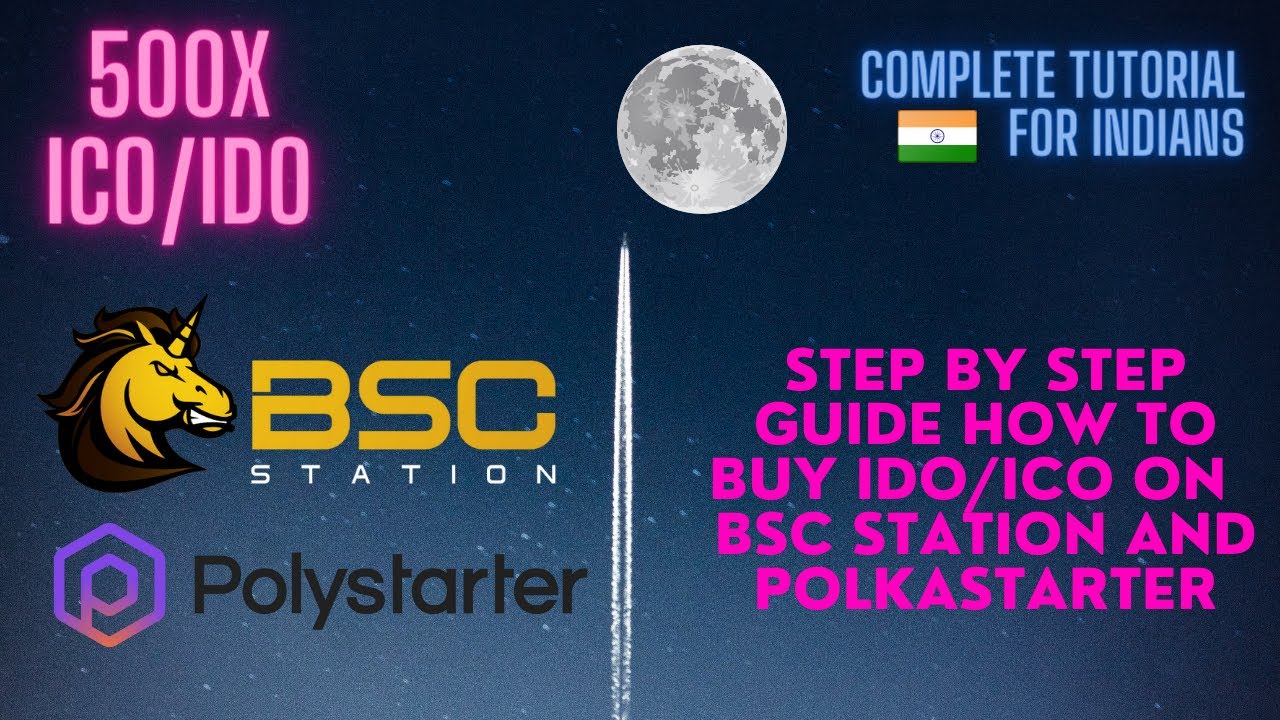 500X
ICO/IDO
COMPLETE TUTORIAL
FOR INDIANS
BSC
STATION
Polystarter
STEP BY STEP
GUIDE HOW TO
BUY IDO/ICO ON
BSC STATION AND
POLKASTARTER